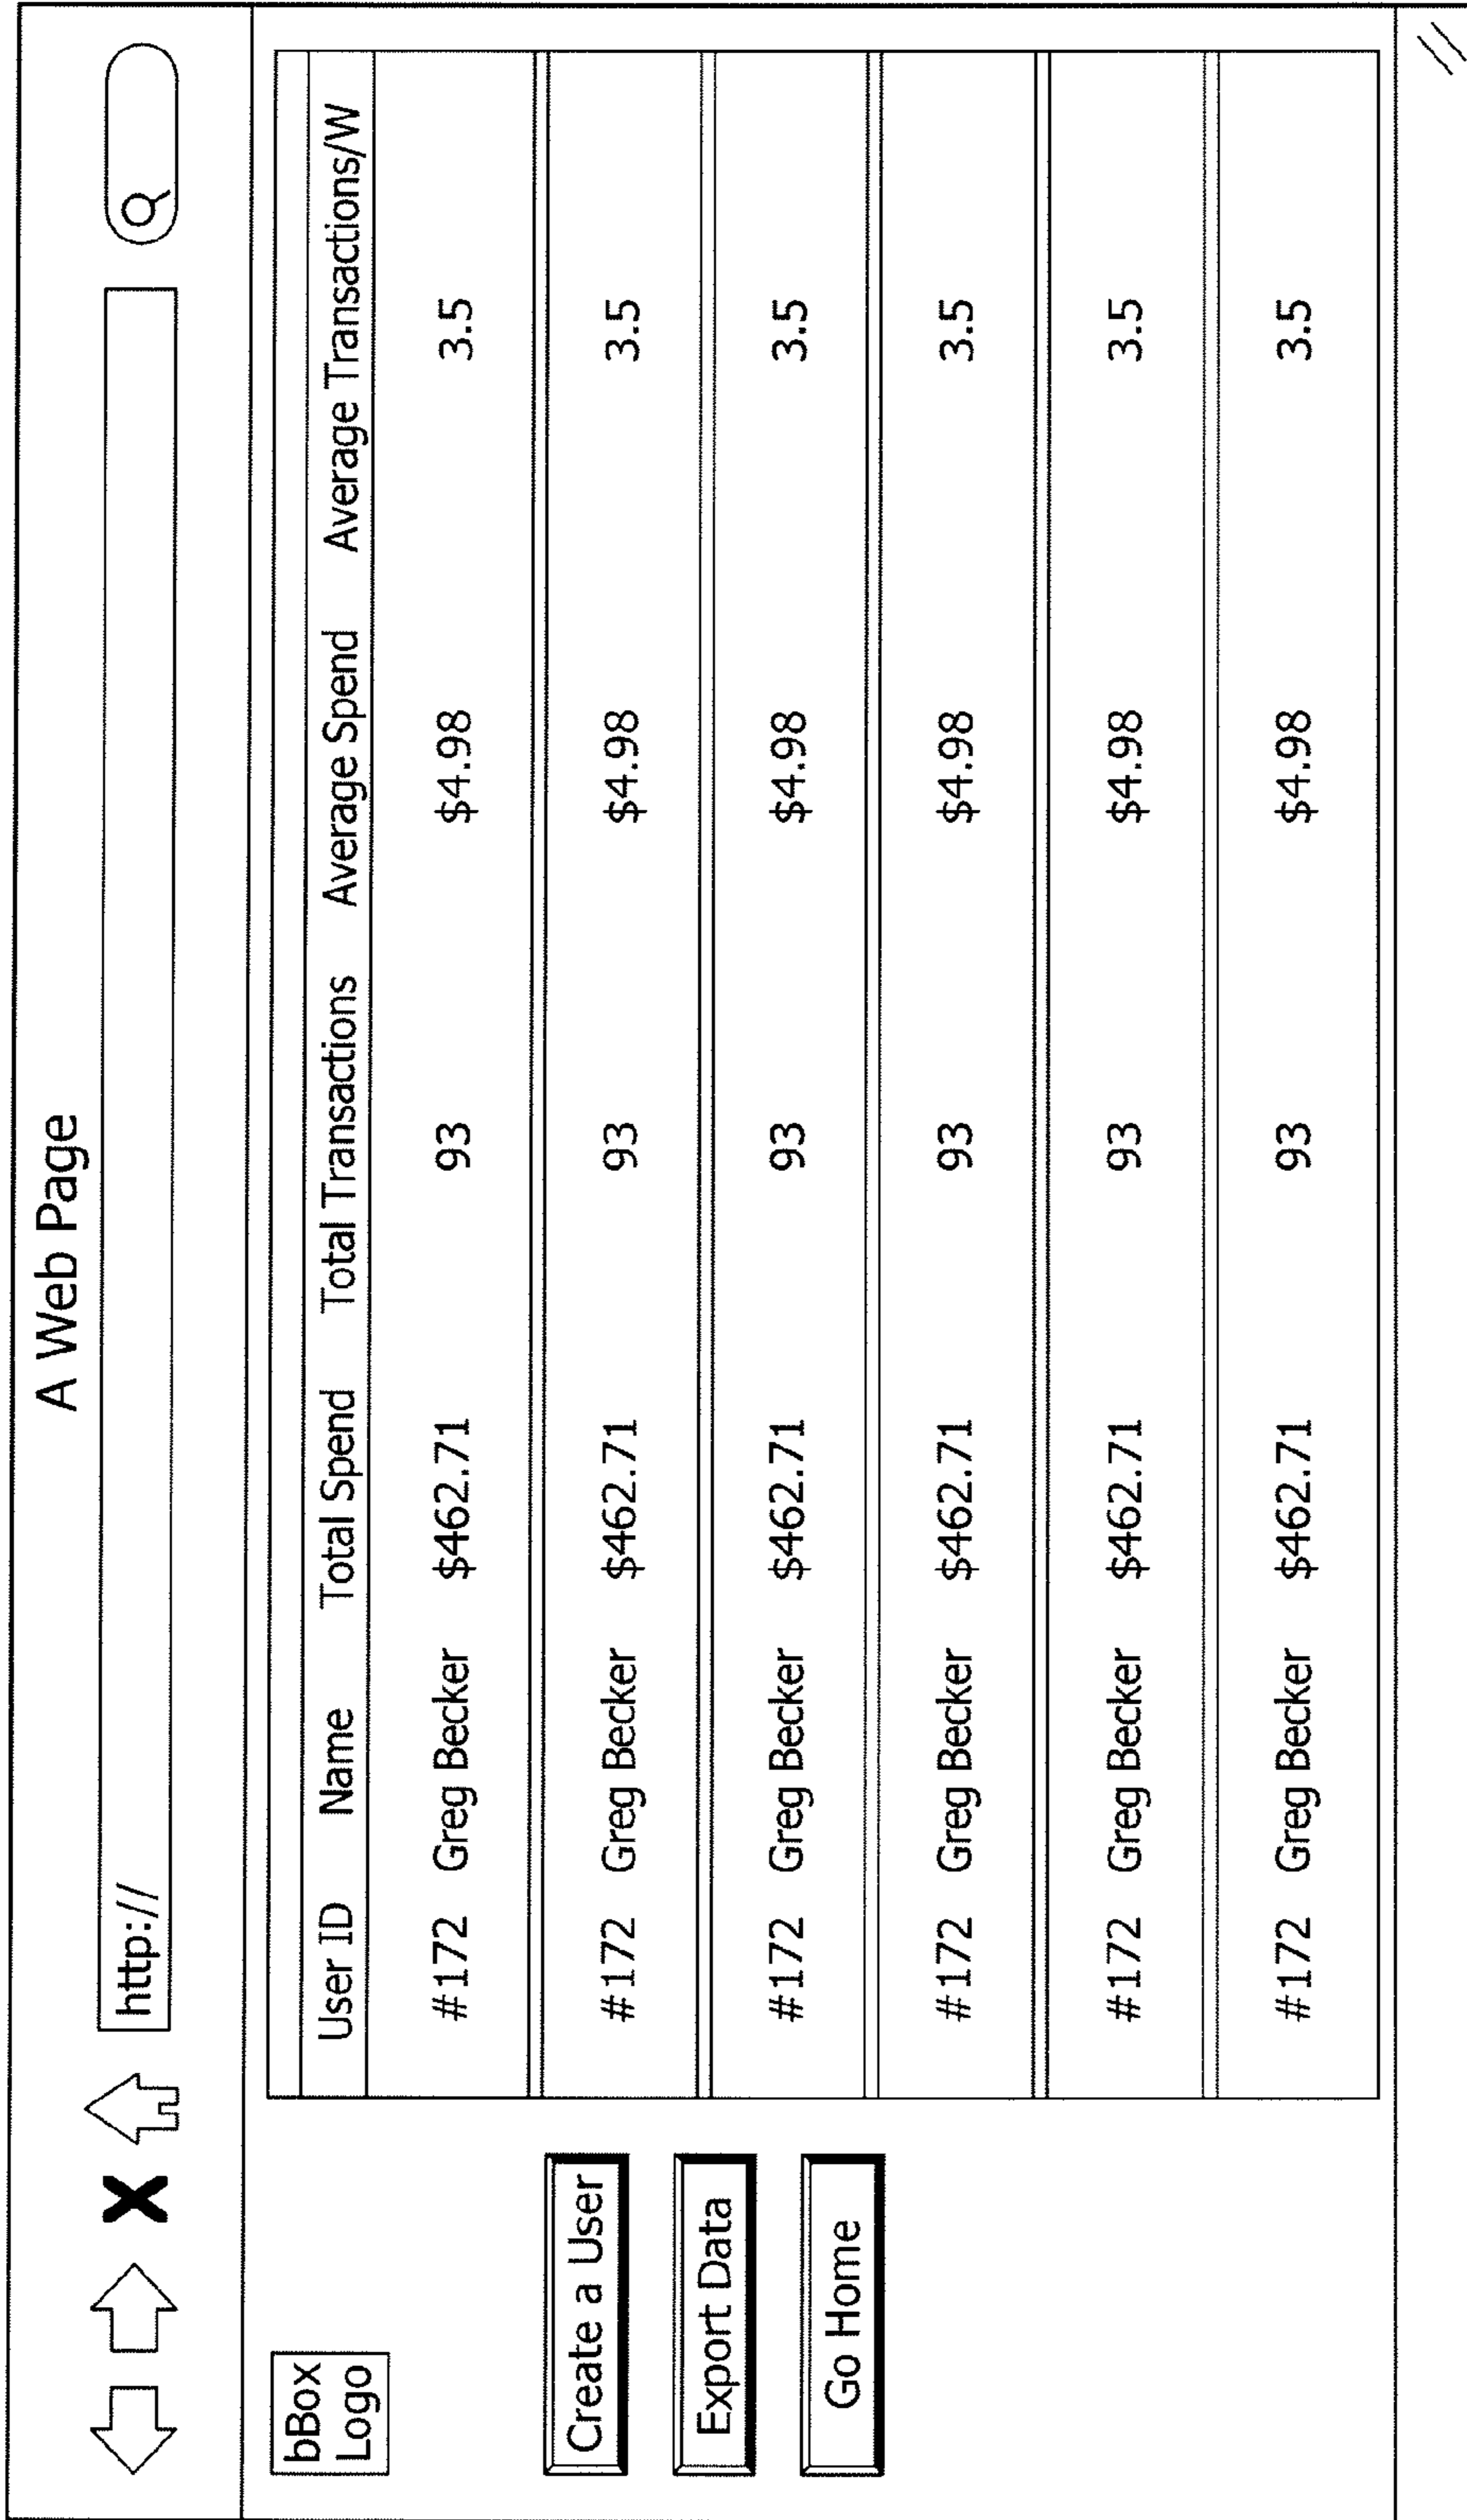 A Web Page
http://
bBox
Logo
Create a User
Export Data
Go Home
User ID Name Total Spend Total Transactions Average Spend Average Transactions/W
#172 Greg Becker $462.71 93 $4.98 3.5
#172 Greg Becker $462.71 93 $4.98 3.5
#172 Greg Becker $462.71 93 $4.98 3.5
#172 Greg Becker $462.71 93 $4.98 3.5
#172 Greg Becker $462.71 93 $4.98 3.5
#172 Greg Becker $462.71 93 $4.98 3.5